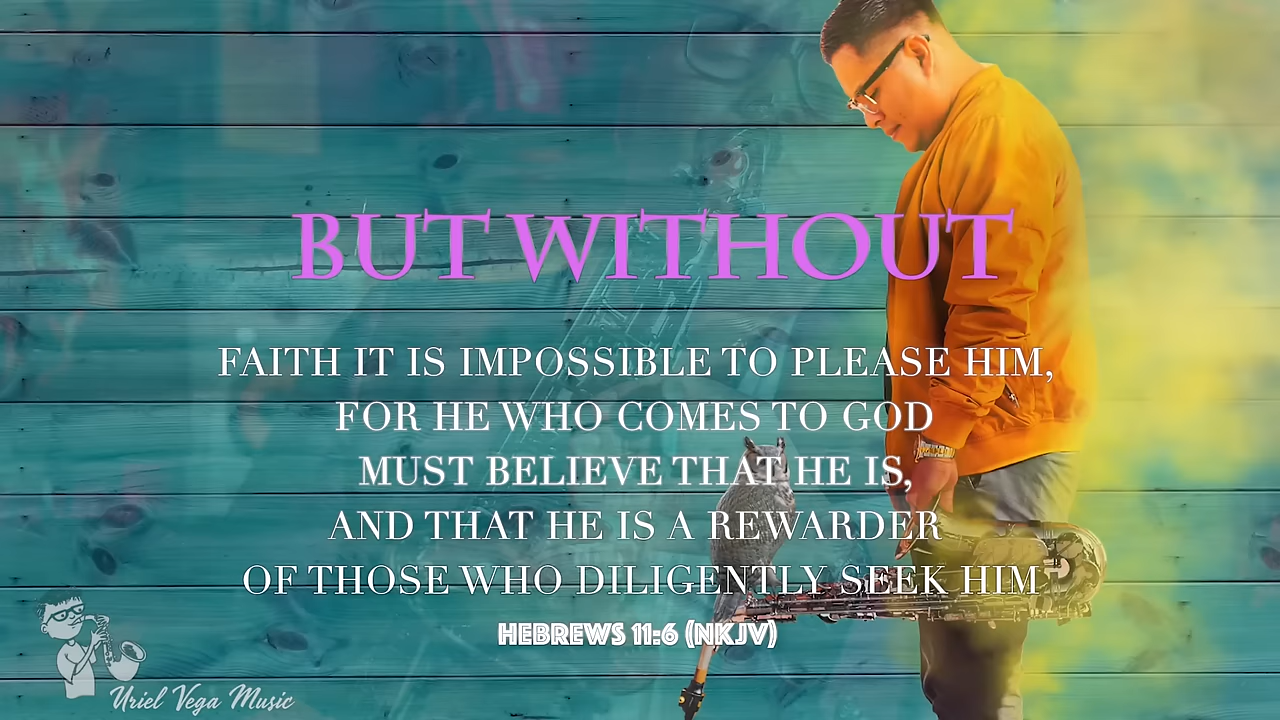 BUT WITHOUT
FAITH IT IS IMPOSSIBLE TO PLEASE HIM,
FOR HE WHO COMES TO GOD
MUST BELIEVE THAT HE IS,
AND THAT HE IS A REWARDER
OF THOSE WHO DILIGENTLY SEEK HIM
HEBREWS 11:6 (NKJV)
Uriel Vega Music